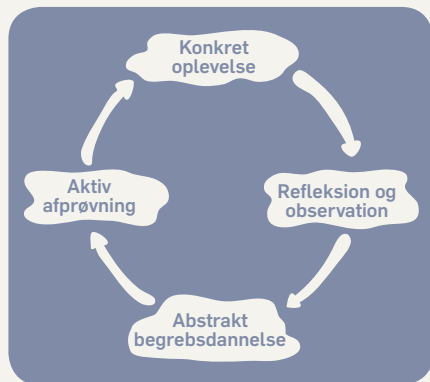 Konkret
oplevelse
Refleksion og
observation
Abstrakt
begrebsdannelse
Aktiv
afprøvning